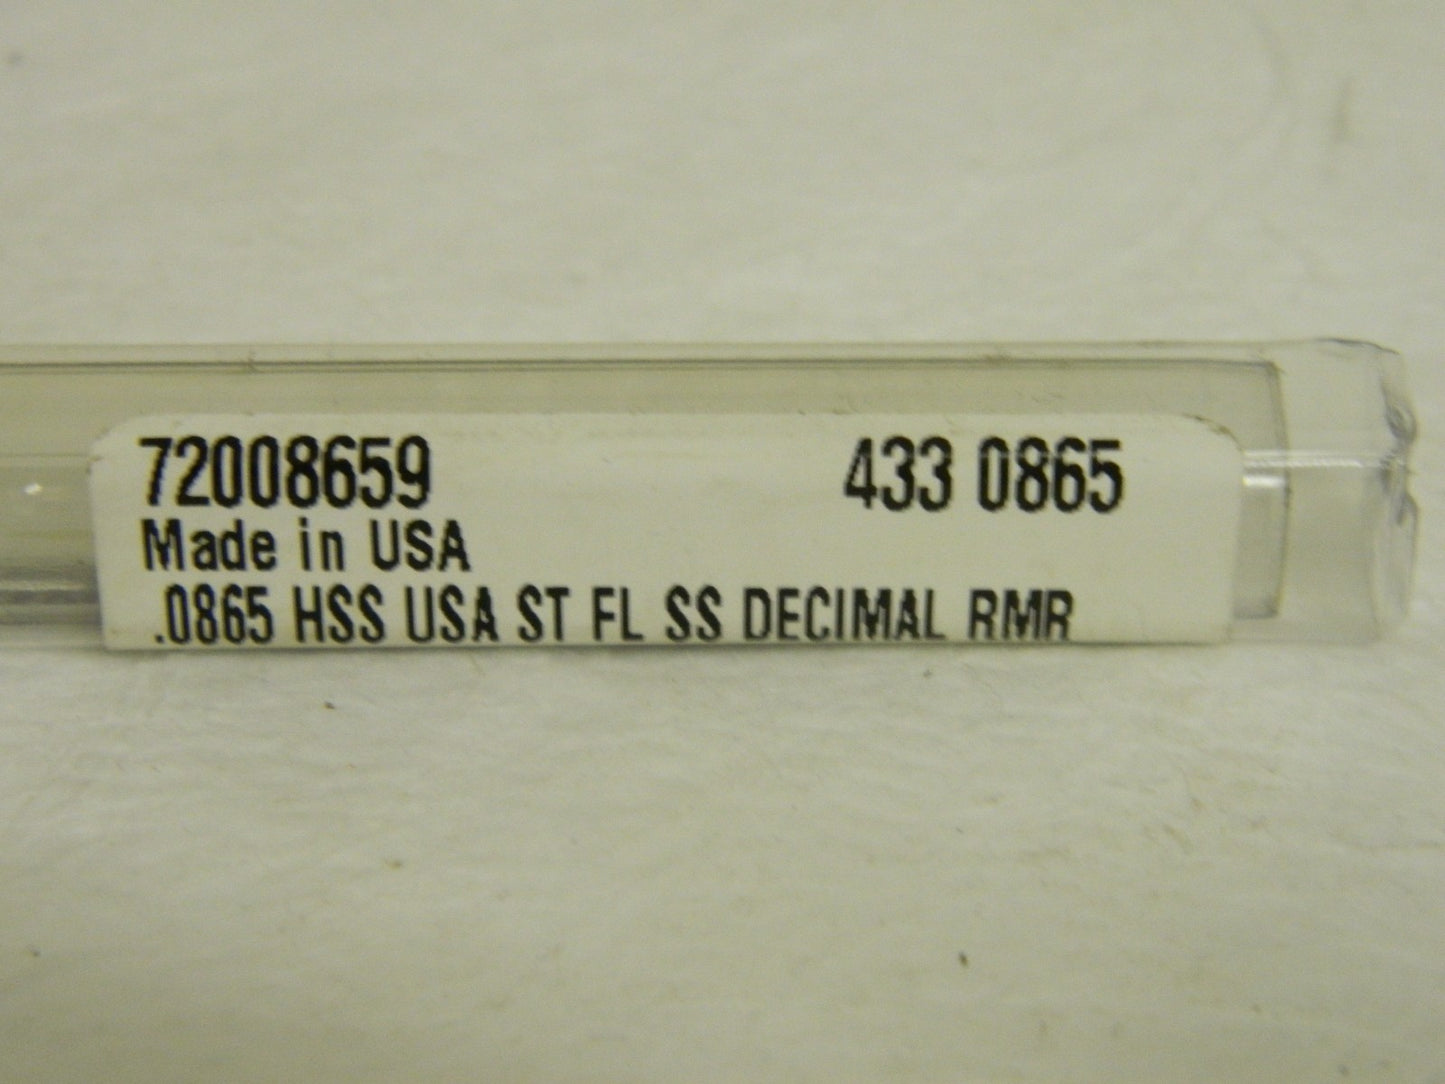 72008659 433 0865
Made in USA
.0865 HSS USA ST FL SS DECIMAL RMR